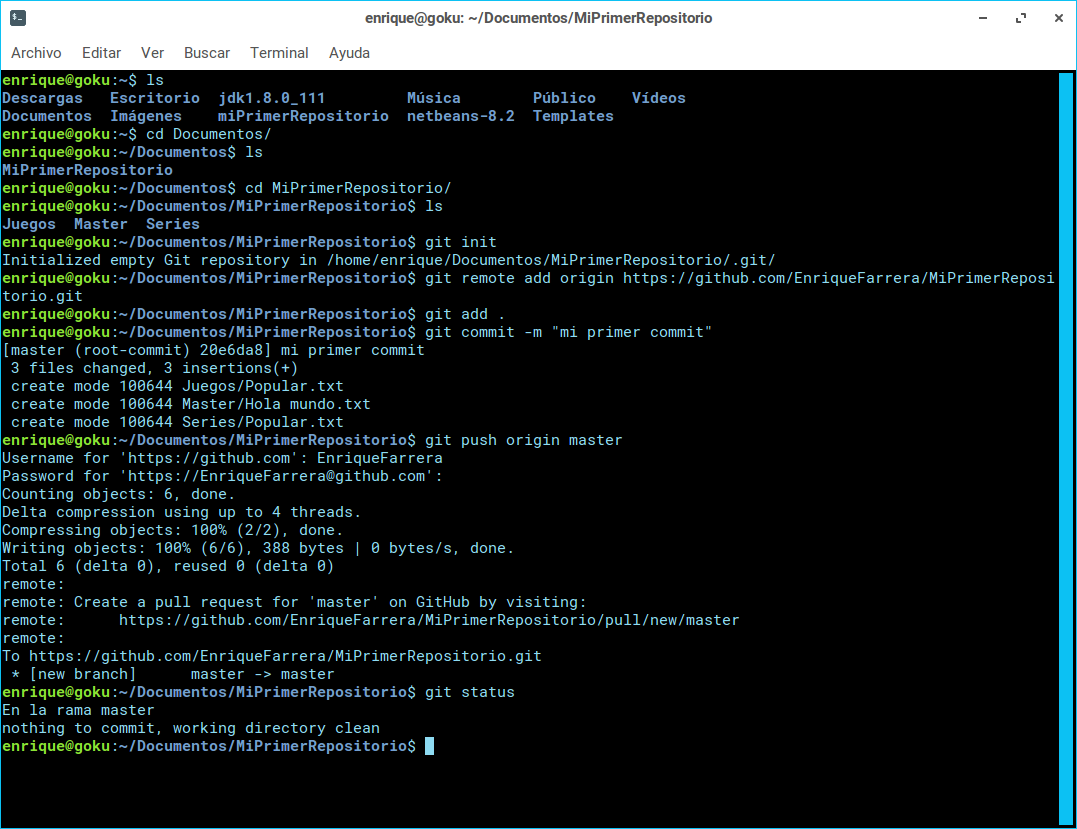 enrique@goku: ~/Documentos/MiPrimerRepositorio
Archivo Editar Ver Buscar Terminal Ayuda
enrique@goku:~$ ls
Descargas   Escritorio  jdk1.8.0_111         Música        Público    Vídeos
Documentos  Imágenes    miPrimerRepositorio  netbeans-8.2  Templates
enrique@goku:~$ cd Documentos/
enrique@goku:~/Documentos$ ls
MiPrimerRepositorio
enrique@goku:~/Documentos$ cd MiPrimerRepositorio/
enrique@goku:~/Documentos/MiPrimerRepositorio$ ls
Juegos  Master  Series
enrique@goku:~/Documentos/MiPrimerRepositorio$ git init
Initialized empty Git repository in /home/enrique/Documentos/MiPrimerRepositorio/.git/
enrique@goku:~/Documentos/MiPrimerRepositorio$ git remote add origin https://github.com/EnriqueFarrera/MiPrimerReposi
torio.git
enrique@goku:~/Documentos/MiPrimerRepositorio$ git add .
enrique@goku:~/Documentos/MiPrimerRepositorio$ git commit -m "mi primer commit"
[master (root-commit) 20e6da8] mi primer commit
 3 files changed, 3 insertions(+)
 create mode 100644 Juegos/Popular.txt
 create mode 100644 Master/Hola mundo.txt
 create mode 100644 Series/Popular.txt
enrique@goku:~/Documentos/MiPrimerRepositorio$ git push origin master
Username for 'https://github.com': EnriqueFarrera
Password for 'https://EnriqueFarrera@github.com':
Counting objects: 6, done.
Delta compression using up to 4 threads.
Compressing objects: 100% (2/2), done.
Writing objects: 100% (6/6), 388 bytes | 0 bytes/s, done.
Total 6 (delta 0), reused 0 (delta 0)
remote:
remote: Create a pull request for 'master' on GitHub by visiting:
remote:      https://github.com/EnriqueFarrera/MiPrimerRepositorio/pull/new/master
remote:
To https://github.com/EnriqueFarrera/MiPrimerRepositorio.git
 * [new branch]      master -> master
enrique@goku:~/Documentos/MiPrimerRepositorio$ git status
En la rama master
nothing to commit, working directory clean
enrique@goku:~/Documentos/MiPrimerRepositorio$